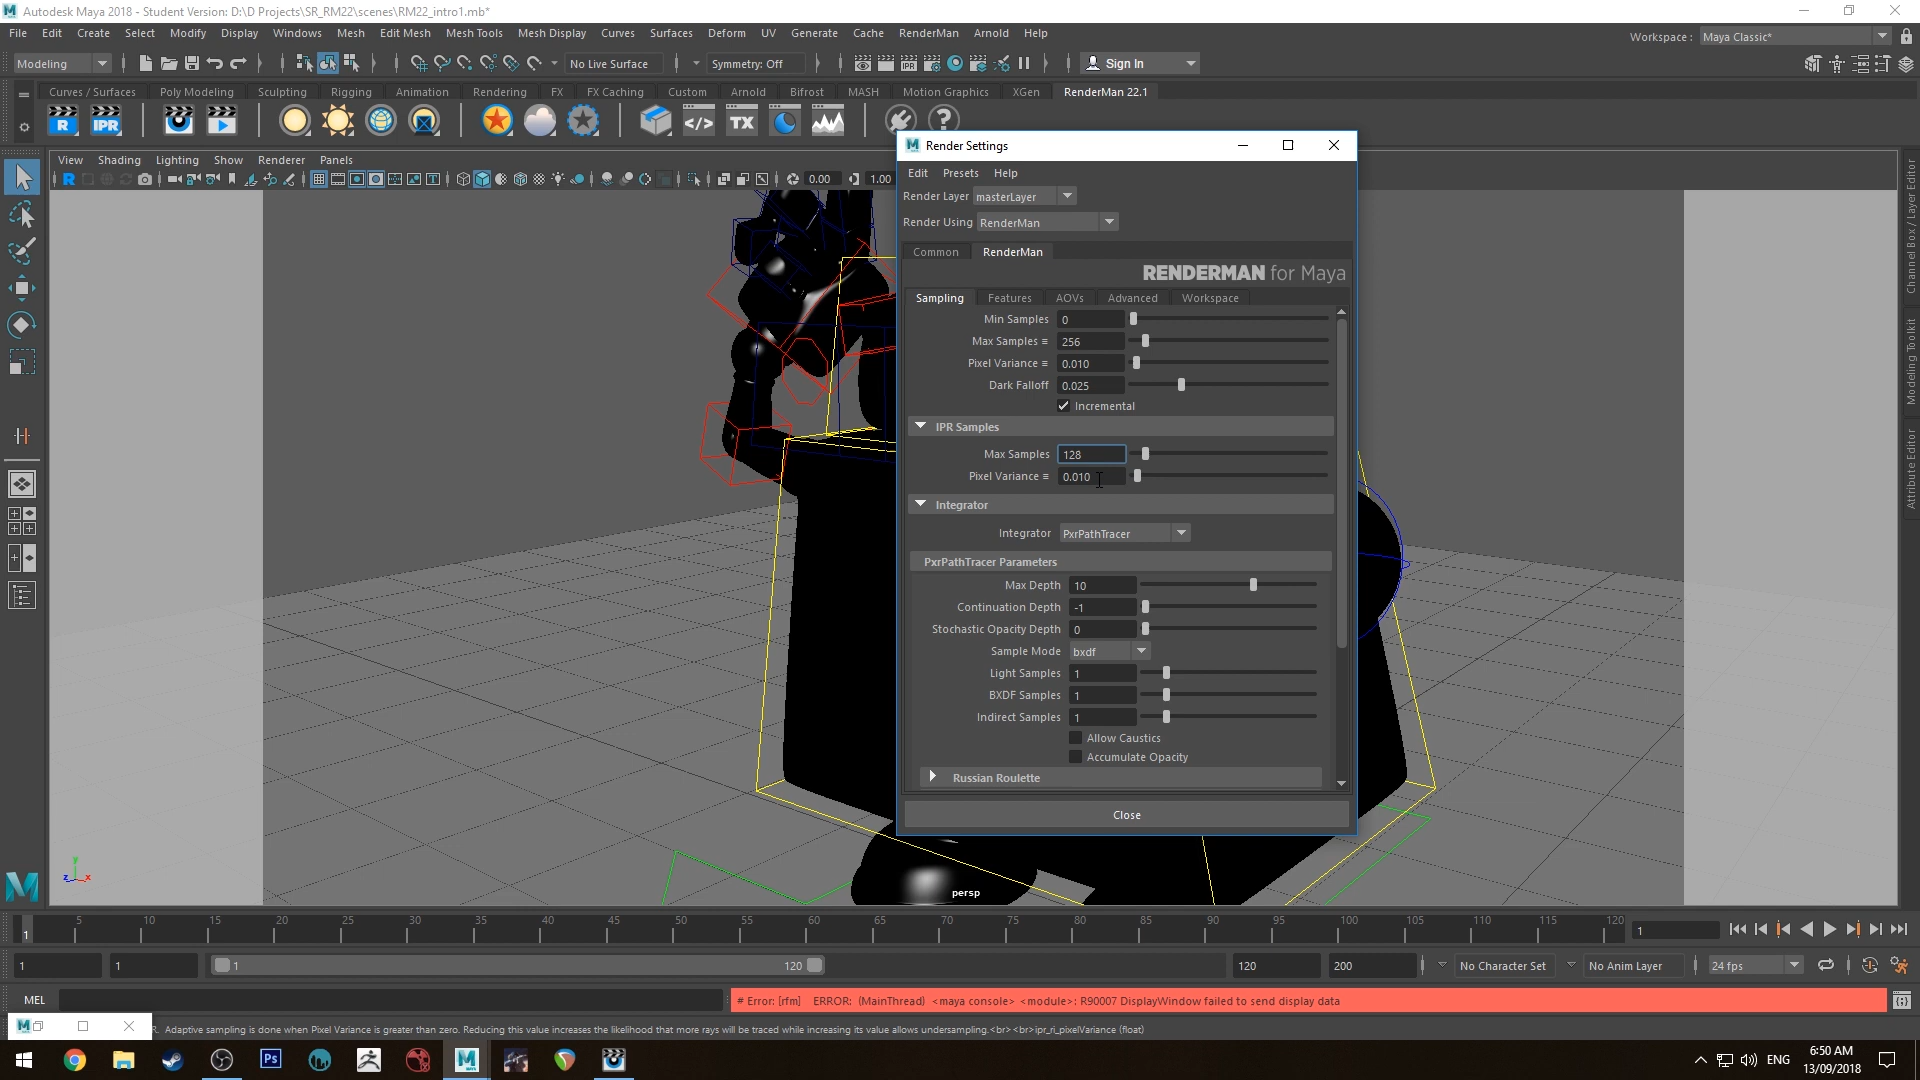 Autodesk Maya 2018 - Student Version: D:\D Projects\SR_RM22\scenes\RM22_intro1.mb*
File Edit Create Select Modify Display Windows Mesh Edit Mesh Mesh Tools Mesh Display Curves Surfaces Deform UV Generate Cache RenderMan Arnold Help
Workspace : Maya Classic*
Modeling No Live Surface Symmetry: Off Sign In
Curves / Surfaces Poly Modeling Sculpting Rigging Animation Rendering FX FX Caching Custom Arnold Bifrost MASH Motion Graphics XGen RenderMan 22.1
R IPR </> TX ?
View Shading Lighting Show Renderer Panels
0.00 1.00
Render Settings
Edit Presets Help
Render Layer masterLayer
Render Using RenderMan
Common RenderMan
RENDERMAN for Maya
Sampling Features AOVs Advanced Workspace
Min Samples 0
Max Samples = 256
Pixel Variance = 0.010
Dark Falloff 0.025
Incremental
IPR Samples
Max Samples 128
Pixel Variance = 0.010
Integrator
Integrator PxrPathTracer
PxrPathTracer Parameters
Max Depth 10
Continuation Depth -1
Stochastic Opacity Depth 0
Sample Mode bxdf
Light Samples 1
BXDF Samples 1
Indirect Samples 1
Allow Caustics
Accumulate Opacity
Russian Roulette
Close
Channel Box / Layer Editor
Modeling Toolkit
Attribute Editor
y
z x
persp
5 10 15 20 25 30 35 40 45 50 55 60 65 70 75 80 85 90 95 100 105 110 115 120
1 1
1 1 1 120 120 200 No Character Set No Anim Layer 24 fps
MEL # Error: [rfm] ERROR: (MainThread) <maya console> <module>: R90007 DisplayWindow failed to send display data
R. Adaptive sampling is done when Pixel Variance is greater than zero. Reducing this value increases the likelihood that more rays will be traced while increasing its value allows undersampling.<br> <br>ipr_ri_pixelVariance (float)
Ps ENG 6:50 AM
13/09/2018